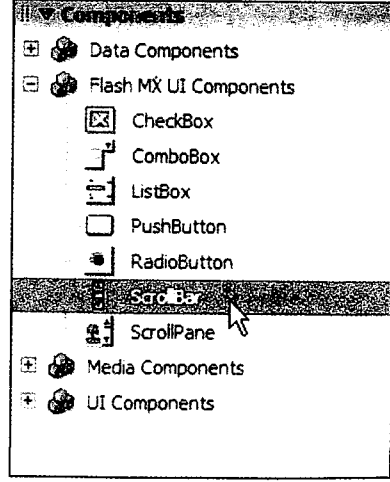 Components
Data Components
Flash MX UI Components
CheckBox
ComboBox
ListBox
PushButton
RadioButton
ScrollBar
ScrollPane
Media Components
UI Components